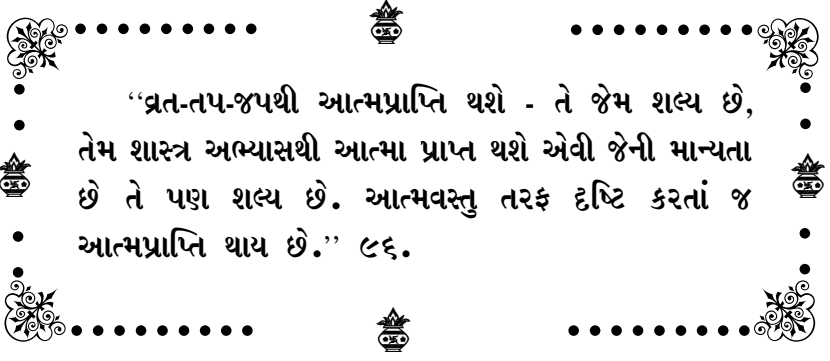 ‘‘વ્રત-તપ-જપથી આત્મપ્રાપ્તિ થશે - તે જેમ શલ્ય છે,
તેમ શાસ્ત્ર અભ્યાસથી આત્મા પ્રાપ્ત થશે એવી જેની માન્યતા
છે તે પણ શલ્ય છે. આત્મવસ્તુ તરફ દૃષ્ટિ કરતાં જ
આત્મપ્રાપ્તિ થાય છે.’’ ૯૬.